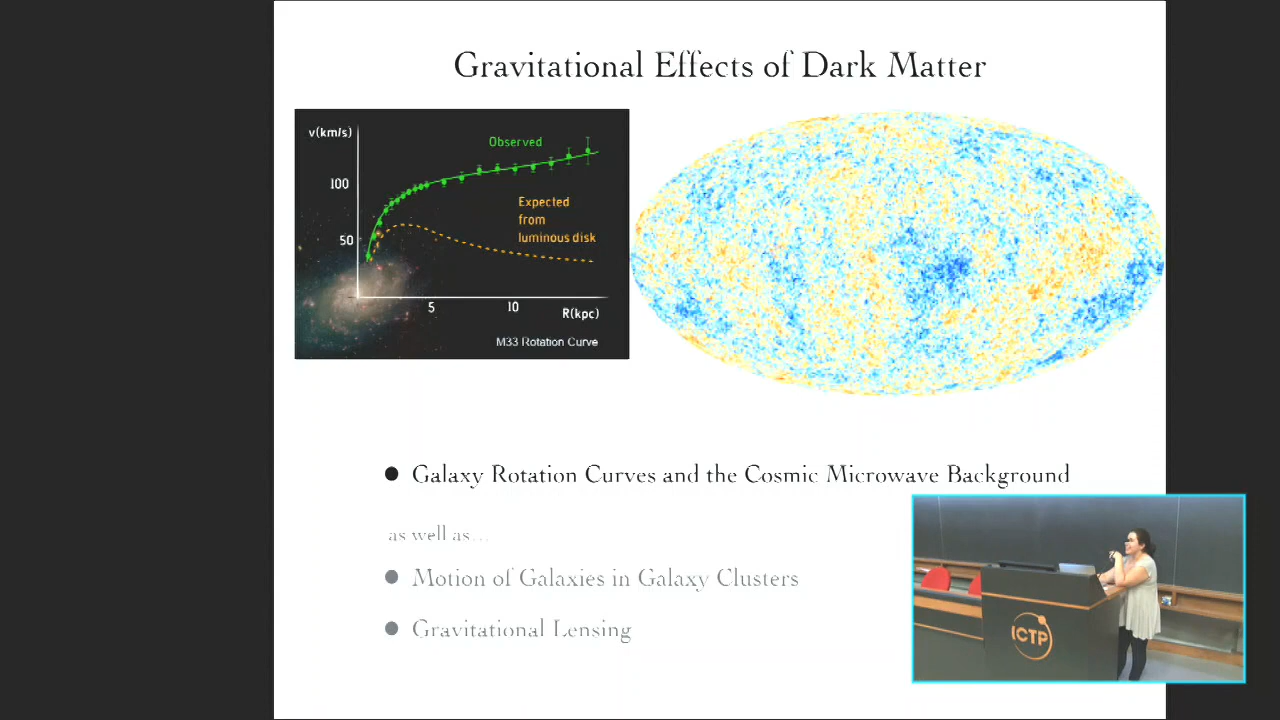 Gravitational Effects of Dark Matter
v(km/s)
Observed
100
Expected
from
luminous disk
50
5
10
R(kpc)
M33 Rotation Curve
● Galaxy Rotation Curves and the Cosmic Microwave Background
as well as...
● Motion of Galaxies in Galaxy Clusters
● Gravitational Lensing
ICTP